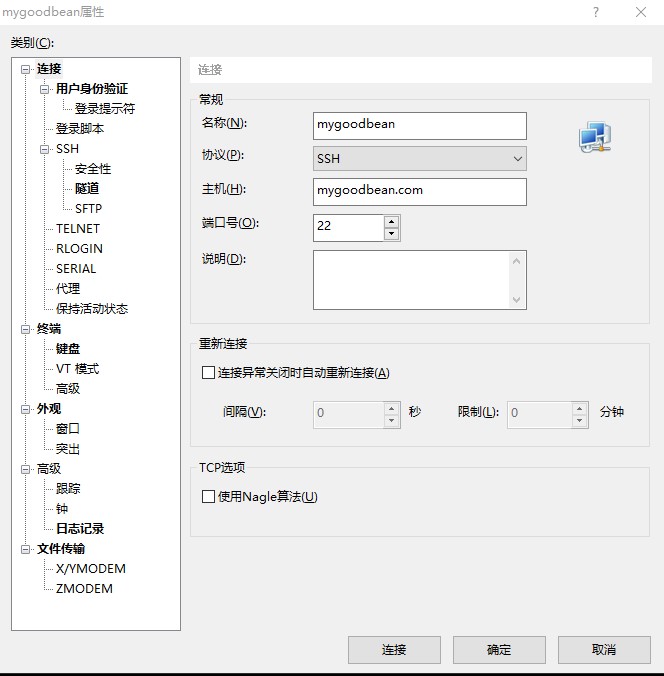 mygoodbean属性
类别(C):
连接
用户身份验证
登录提示符
登录脚本
SSH
安全性
隧道
SFTP
TELNET
RLOGIN
SERIAL
代理
保持活动状态
终端
键盘
VT 模式
高级
外观
窗口
突出
高级
跟踪
钟
日志记录
文件传输
X/YMODEM
ZMODEM
连接
常规
名称(N): mygoodbean
协议(P): SSH
主机(H): mygoodbean.com
端口号(O): 22
说明(D):
重新连接
连接异常关闭时自动重新连接(A)
间隔(V): 0 秒 限制(L): 0 分钟
TCP选项
使用Nagle算法(U)
连接 确定 取消